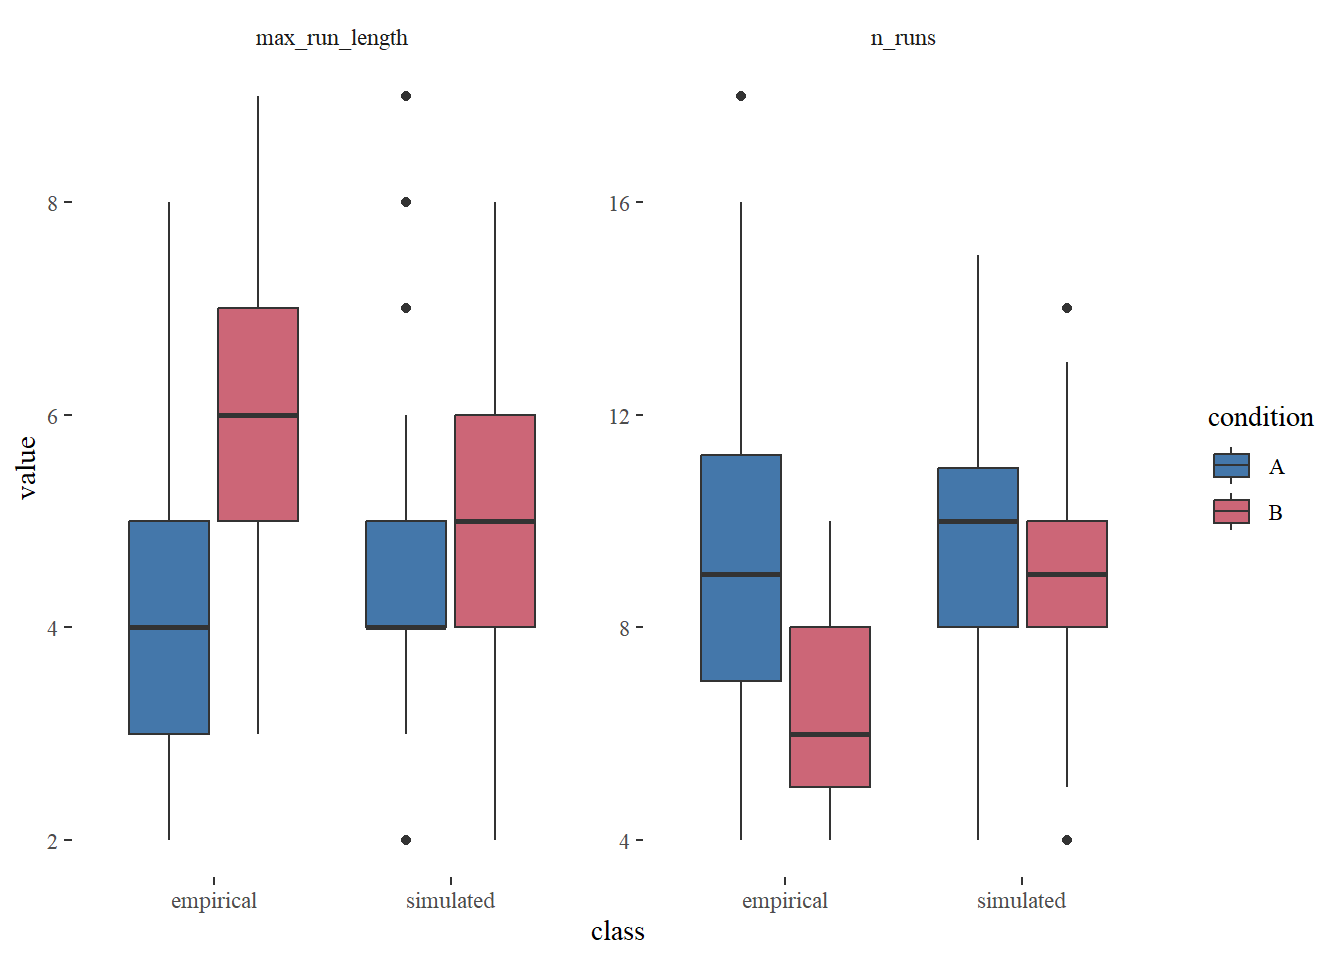 max_run_length
n_runs
value
8
6
4
2
16
12
8
4
empirical
simulated
empirical
simulated
class
condition
A
B